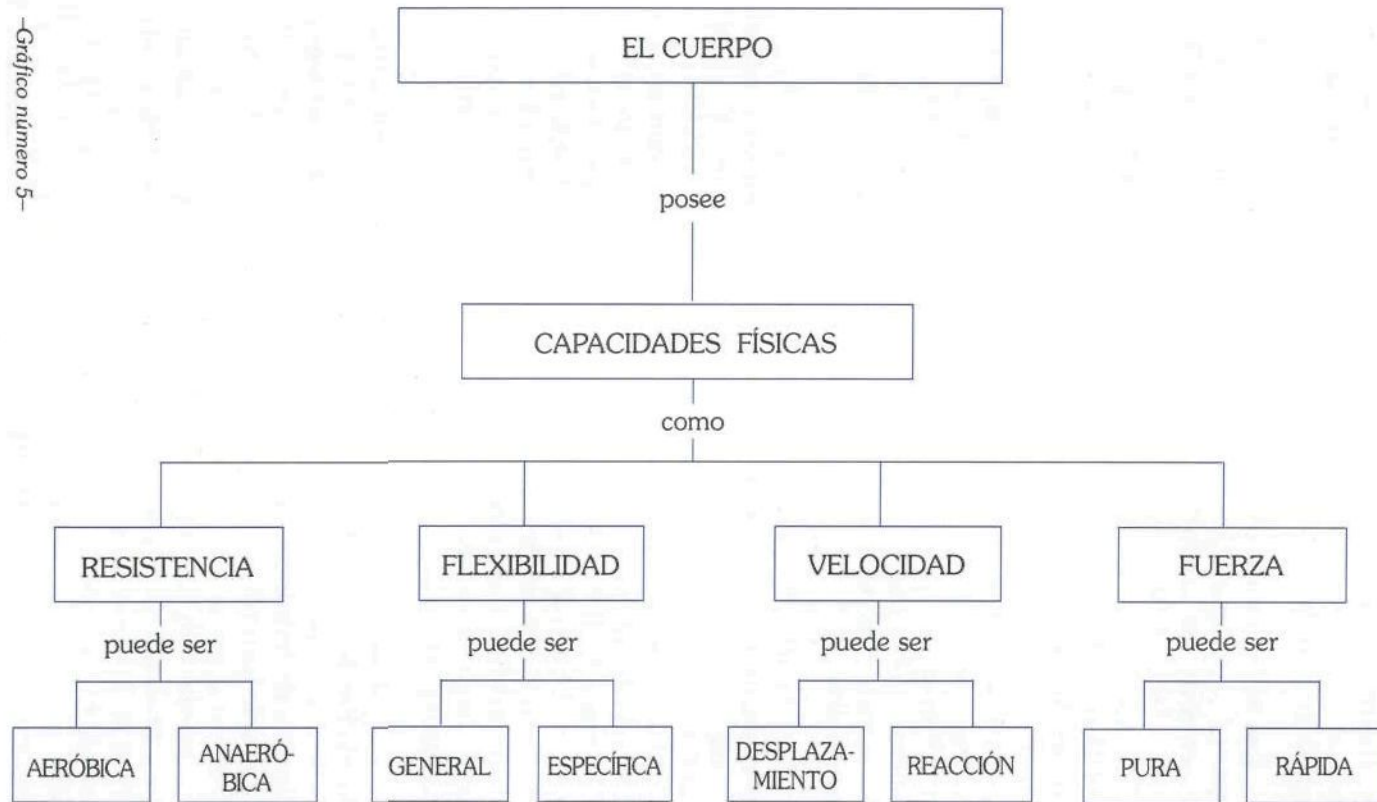 EL CUERPO
posee
CAPACIDADES FÍSICAS
como
RESISTENCIA
FLEXIBILIDAD
VELOCIDAD
FUERZA
puede ser
puede ser
puede ser
puede ser
AERÓBICA
ANAERÓ-
BICA
GENERAL
ESPECÍFICA
DESPLAZA-
MIENTO
REACCIÓN
PURA
RÁPIDA
–Gráfico número 5–